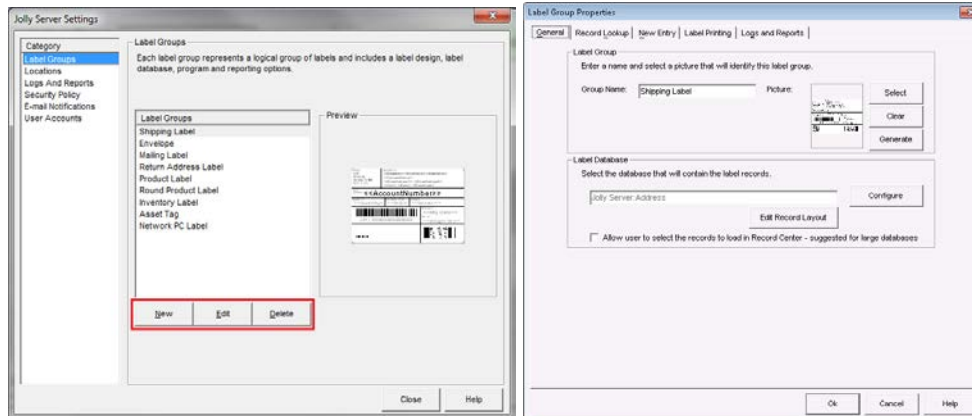 Jolly Server Settings
Category
Label Groups
Locations
Logs And Reports
Security Policy
E-mail Notifications
User Accounts
Label Groups
Each label group represents a logical group of labels and includes a label design, label
database, program and reporting options.
Label Groups
Shipping Label
Envelope
Mailing Label
Return Address Label
Product Label
Round Product Label
Inventory Label
Asset Tag
Network PC Label
Preview
<<AccountNumber>>
New Edit Delete
Close Help
Label Group Properties
General Record Lookup New Entry Label Printing Logs and Reports
Label Group
Enter a name and select a picture that will identify this label group.
Group Name: Shipping Label Picture:
Select
Clear
Generate
Label Database
Select the database that will contain the label records.
Jolly Server:Address
Configure
Edit Record Layout
Allow user to select the records to load in Record Center - suggested for large databases
Ok Cancel Help